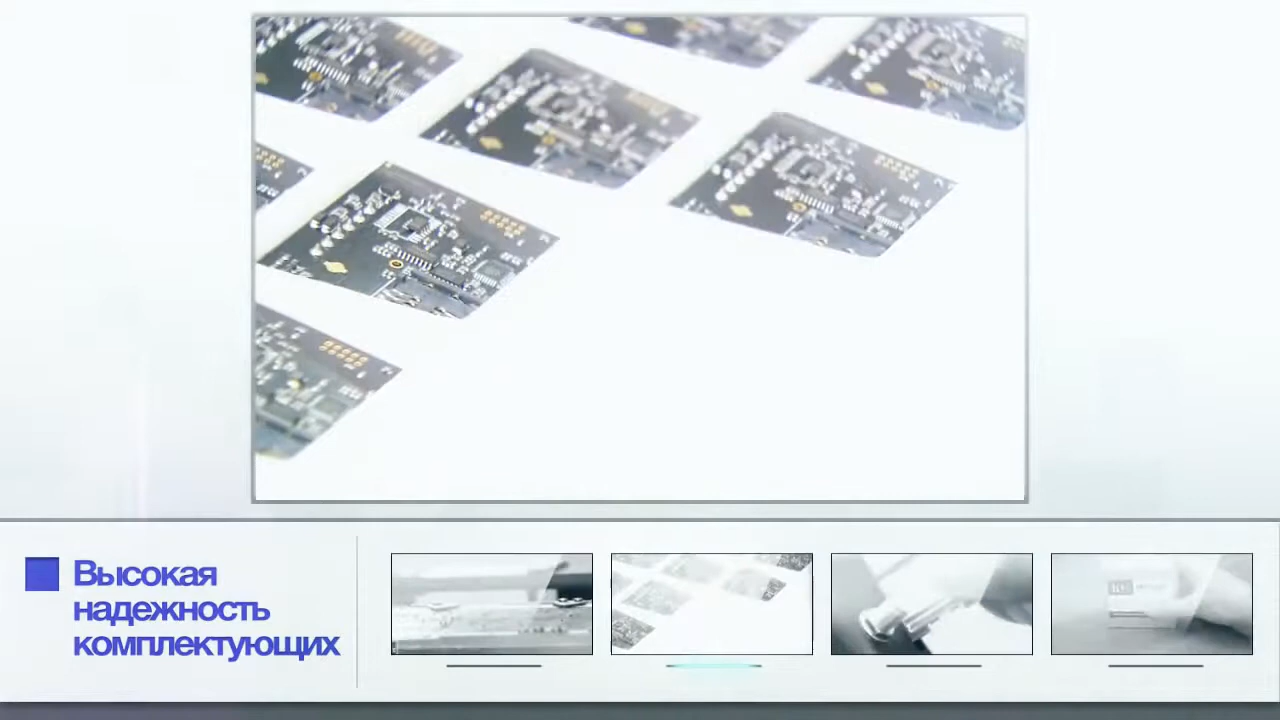 Высокая
надежность
комплектующих